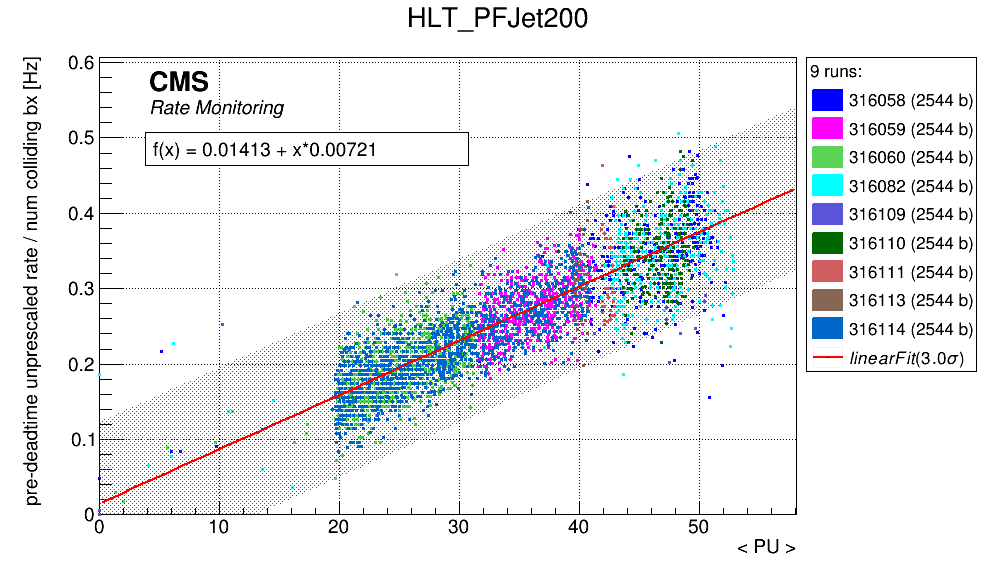 HLT_PFJet200
pre-deadtime unprescaled rate / num colliding bx [Hz]
0.6
0.5
0.4
0.3
0.2
0.1
0
CMS
Rate Monitoring
f(x) = 0.01413 + x*0.00721
0 10 20 30 40 50
< PU >
9 runs:
316058 (2544 b)
316059 (2544 b)
316060 (2544 b)
316082 (2544 b)
316109 (2544 b)
316110 (2544 b)
316111 (2544 b)
316113 (2544 b)
316114 (2544 b)
linearFit(3.0σ)